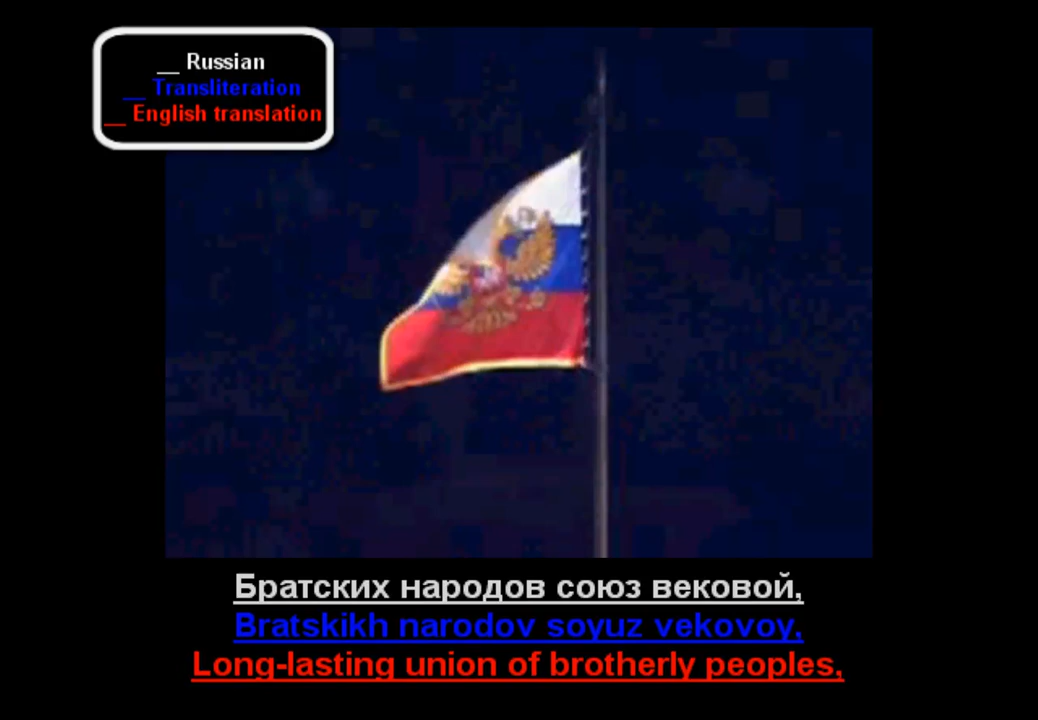 __ Russian
__ Transliteration
__ English translation
Братских народов союз вековой,
Bratskikh narodov soyuz vekovoy,
Long-lasting union of brotherly peoples,